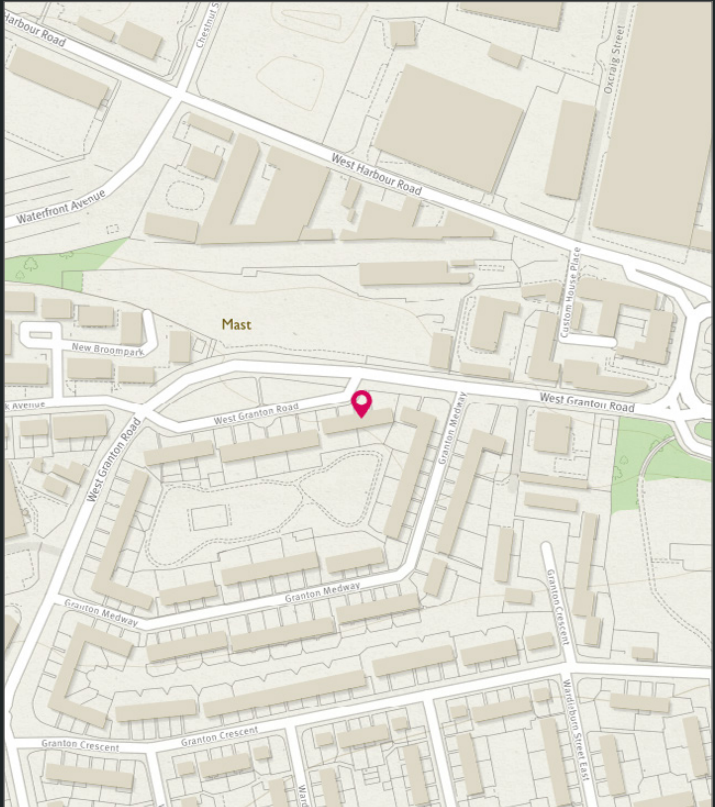 Harbour Road
Chestnut S
Oxcraig Street
West Harbour Road
Waterfront Avenue
Custom House Place
Mast
New Broompark
k Avenue
West Granton Road
West Granton Road
Granton Medway
West Granton Road
Granton Crescent
Granton Medway
Granton Medway
Wardieburn Street East
Granton Crescent
Granton Crescent
Ward